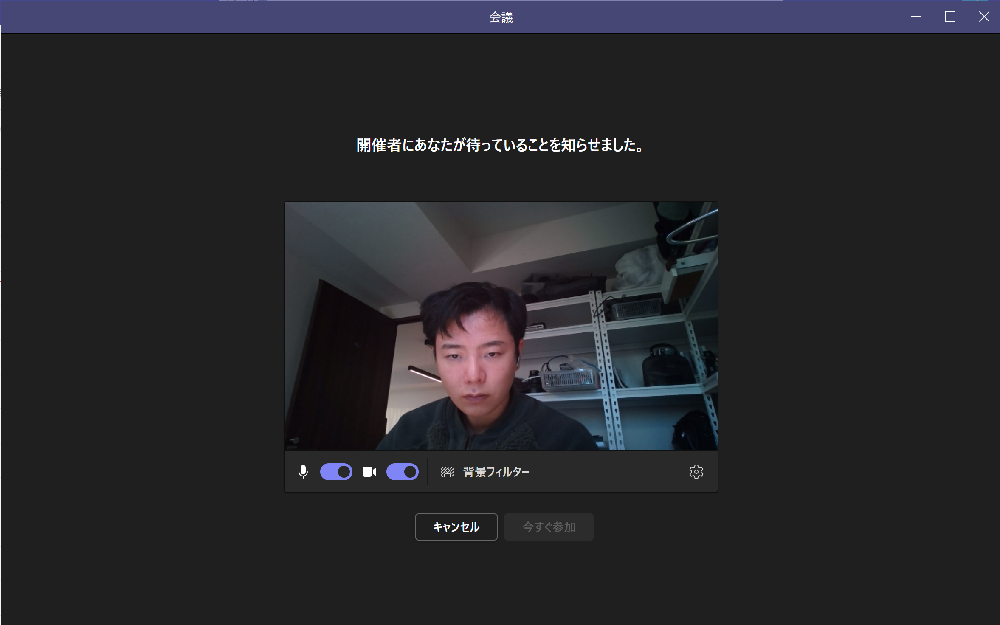 会議
開催者にあなたが待っていることを知らせました。
背景フィルター
キャンセル
今すぐ参加